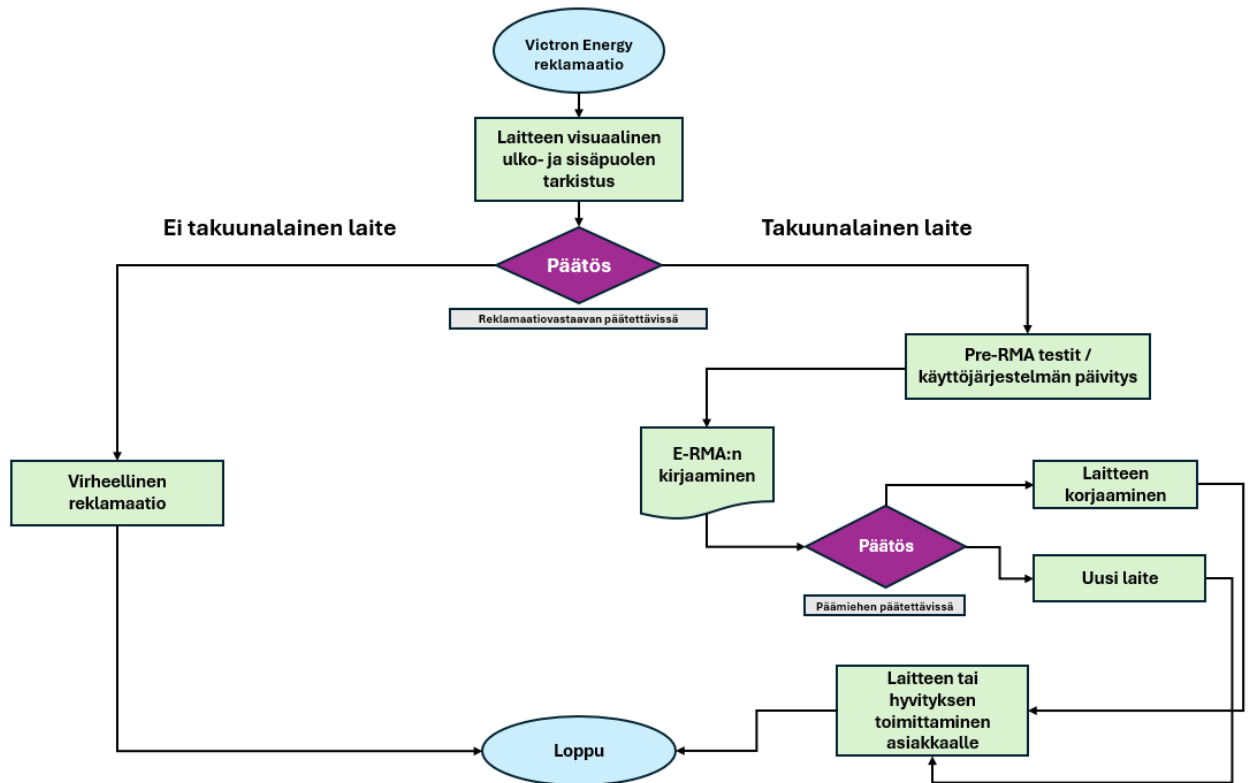 Victron Energy
reklamaatio
Laitteen visuaalinen
ulko- ja sisäpuolen
tarkistus
Ei takuunalainen laite
Takuunalainen laite
Päätös
Reklamaatiovastaavan päätettävissä
Pre-RMA testit /
käyttöjärjestelmän päivitys
E-RMA:n
kirjaaminen
Virheellinen
reklamaatio
Laitteen
korjaaminen
Päätös
Uusi laite
Päämiehen päätettävissä
Laitteen tai
hyvityksen
toimittaminen
asiakkaalle
Loppu